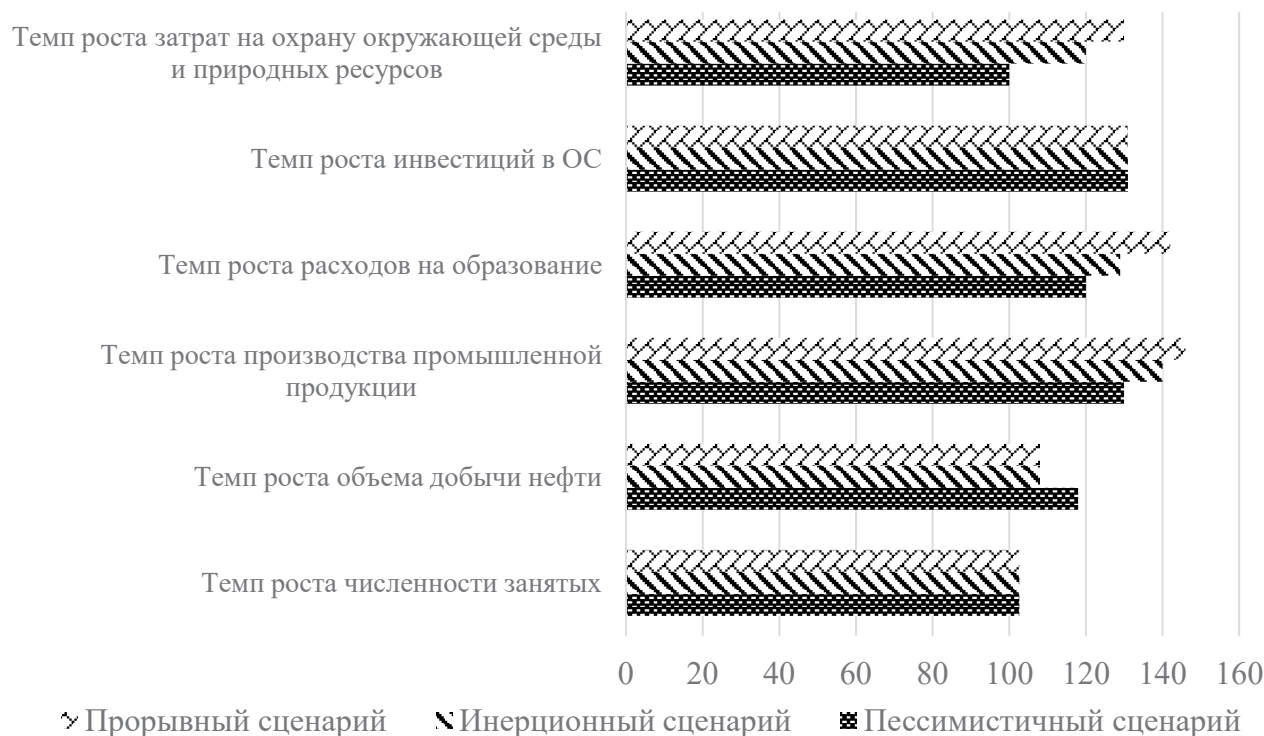 Темп роста затрат на охрану окружающей среды
и природных ресурсов
Темп роста инвестиций в ОС
Темп роста расходов на образование
Темп роста производства промышленной
продукции
Темп роста объема добычи нефти
Темп роста численности занятых
0 20 40 60 80 100 120 140 160
Прорывный сценарий Инерционный сценарий Пессимистичный сценарий